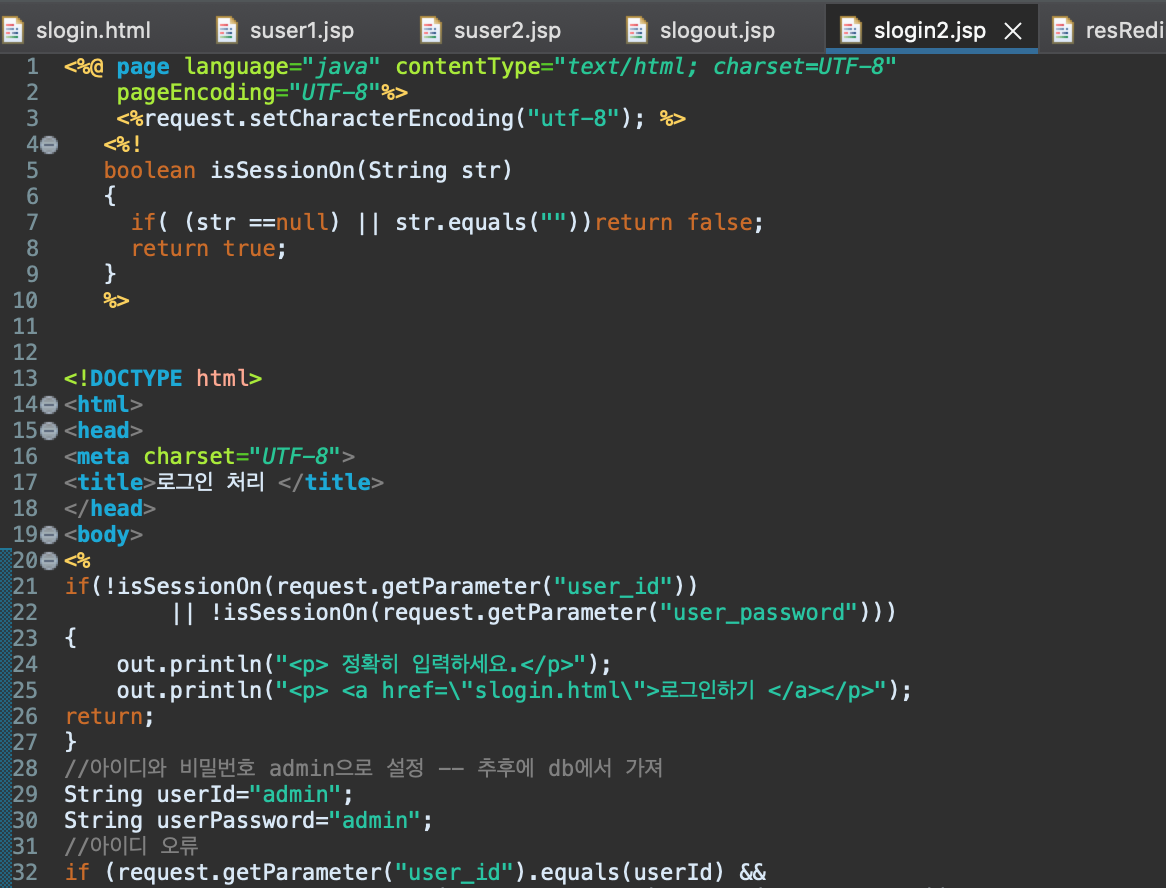 slogin.html suser1.jsp suser2.jsp slogout.jsp slogin2.jsp resRedi
1 <%@ page language="java" contentType="text/html; charset=UTF-8"
2 pageEncoding="UTF-8"%>
3 <%request.setCharacterEncoding("utf-8"); %>
4 <%!
5 boolean isSessionOn(String str)
6 {
7 if( (str ==null) || str.equals(""))return false;
8 return true;
9 }
10 %>
11
12
13 <!DOCTYPE html>
14 <html>
15 <head>
16 <meta charset="UTF-8">
17 <title>로그인 처리 </title>
18 </head>
19 <body>
20 <%
21 if(!isSessionOn(request.getParameter("user_id"))
22 || !isSessionOn(request.getParameter("user_password")))
23 {
24 out.println("<p> 정확히 입력하세요.</p>");
25 out.println("<p> <a href=\"slogin.html\">로그인하기 </a></p>");
26 return;
27 }
28 //아이디와 비밀번호 admin으로 설정 -- 추후에 db에서 가져
29 String userId="admin";
30 String userPassword="admin";
31 //아이디 오류
32 if (request.getParameter("user_id").equals(userId) &&